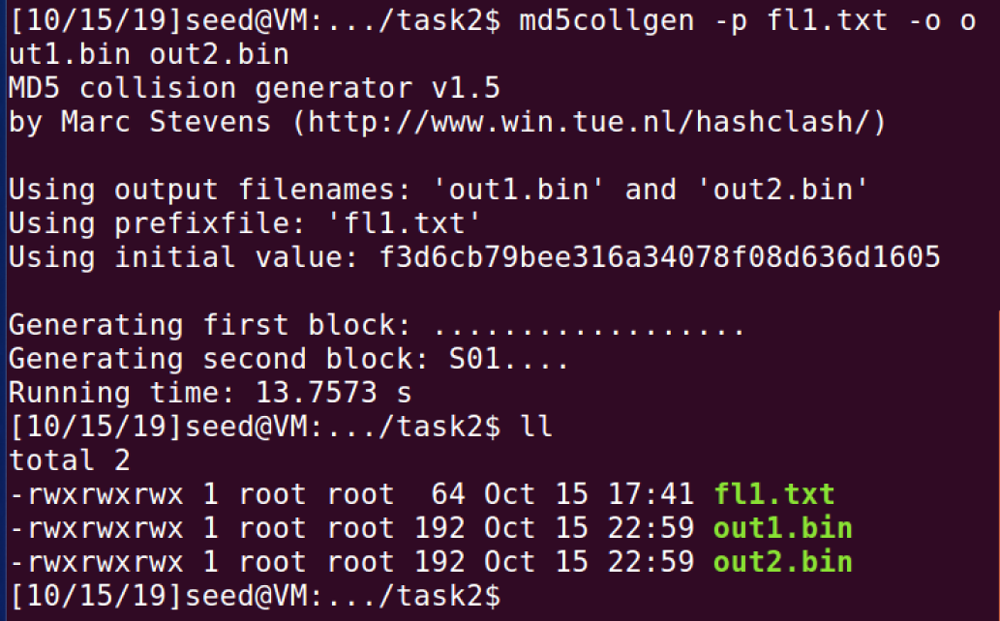 [10/15/19]seed@VM:.../task2$ md5collgen -p fl1.txt -o o
ut1.bin out2.bin
MD5 collision generator v1.5
by Marc Stevens (http://www.win.tue.nl/hashclash/)
Using output filenames: 'out1.bin' and 'out2.bin'
Using prefixfile: 'fl1.txt'
Using initial value: f3d6cb79bee316a34078f08d636d1605
Generating first block: ..................
Generating second block: S01....
Running time: 13.7573 s
[10/15/19]seed@VM:.../task2$ ll
total 2
-rwxrwxrwx 1 root root  64 Oct 15 17:41 fl1.txt
-rwxrwxrwx 1 root root 192 Oct 15 22:59 out1.bin
-rwxrwxrwx 1 root root 192 Oct 15 22:59 out2.bin
[10/15/19]seed@VM:.../task2$